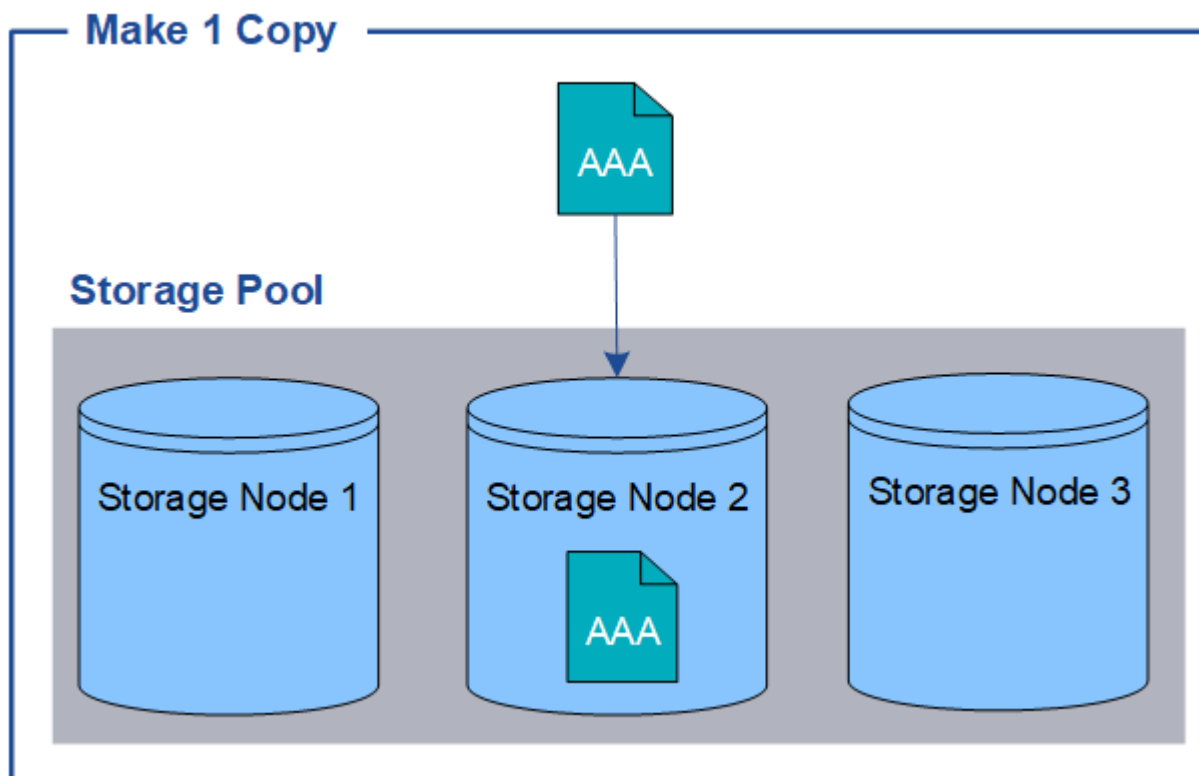 Make 1 Copy
AAA
Storage Pool
Storage Node 1
Storage Node 2
Storage Node 3
AAA